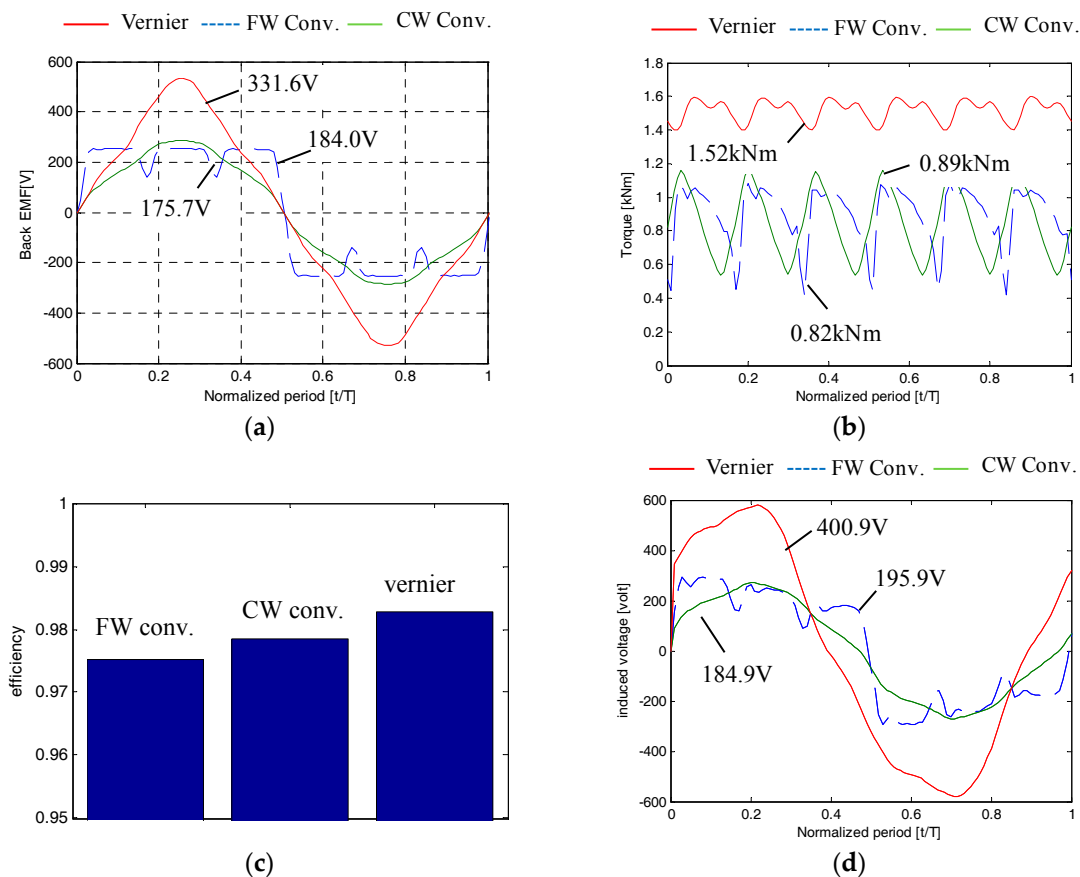 Vernier FW Conv. CW Conv.
600
400
200
0
-200
-400
-600
Back EMF[V]
331.6V
184.0V
175.7V
0 0.2 0.4 0.6 0.8 1
Normalized period [t/T]
(a)
Vernier FW Conv. CW Conv.
1.8
1.6
1.4
1.2
1
0.8
0.6
0.4
0.2
0
Torque [kNm]
1.52kNm
0.89kNm
0.82kNm
0 0.2 0.4 0.6 0.8 1
Normalized period [t/T]
(b)
1
0.99
0.98
0.97
0.96
0.95
efficiency
FW conv.
CW conv.
vernier
(c)
Vernier FW Conv. CW Conv.
600
400
200
0
-200
-400
-600
induced voltage [volt]
400.9V
195.9V
184.9V
0 0.2 0.4 0.6 0.8 1
Normalized period [t/T]
(d)